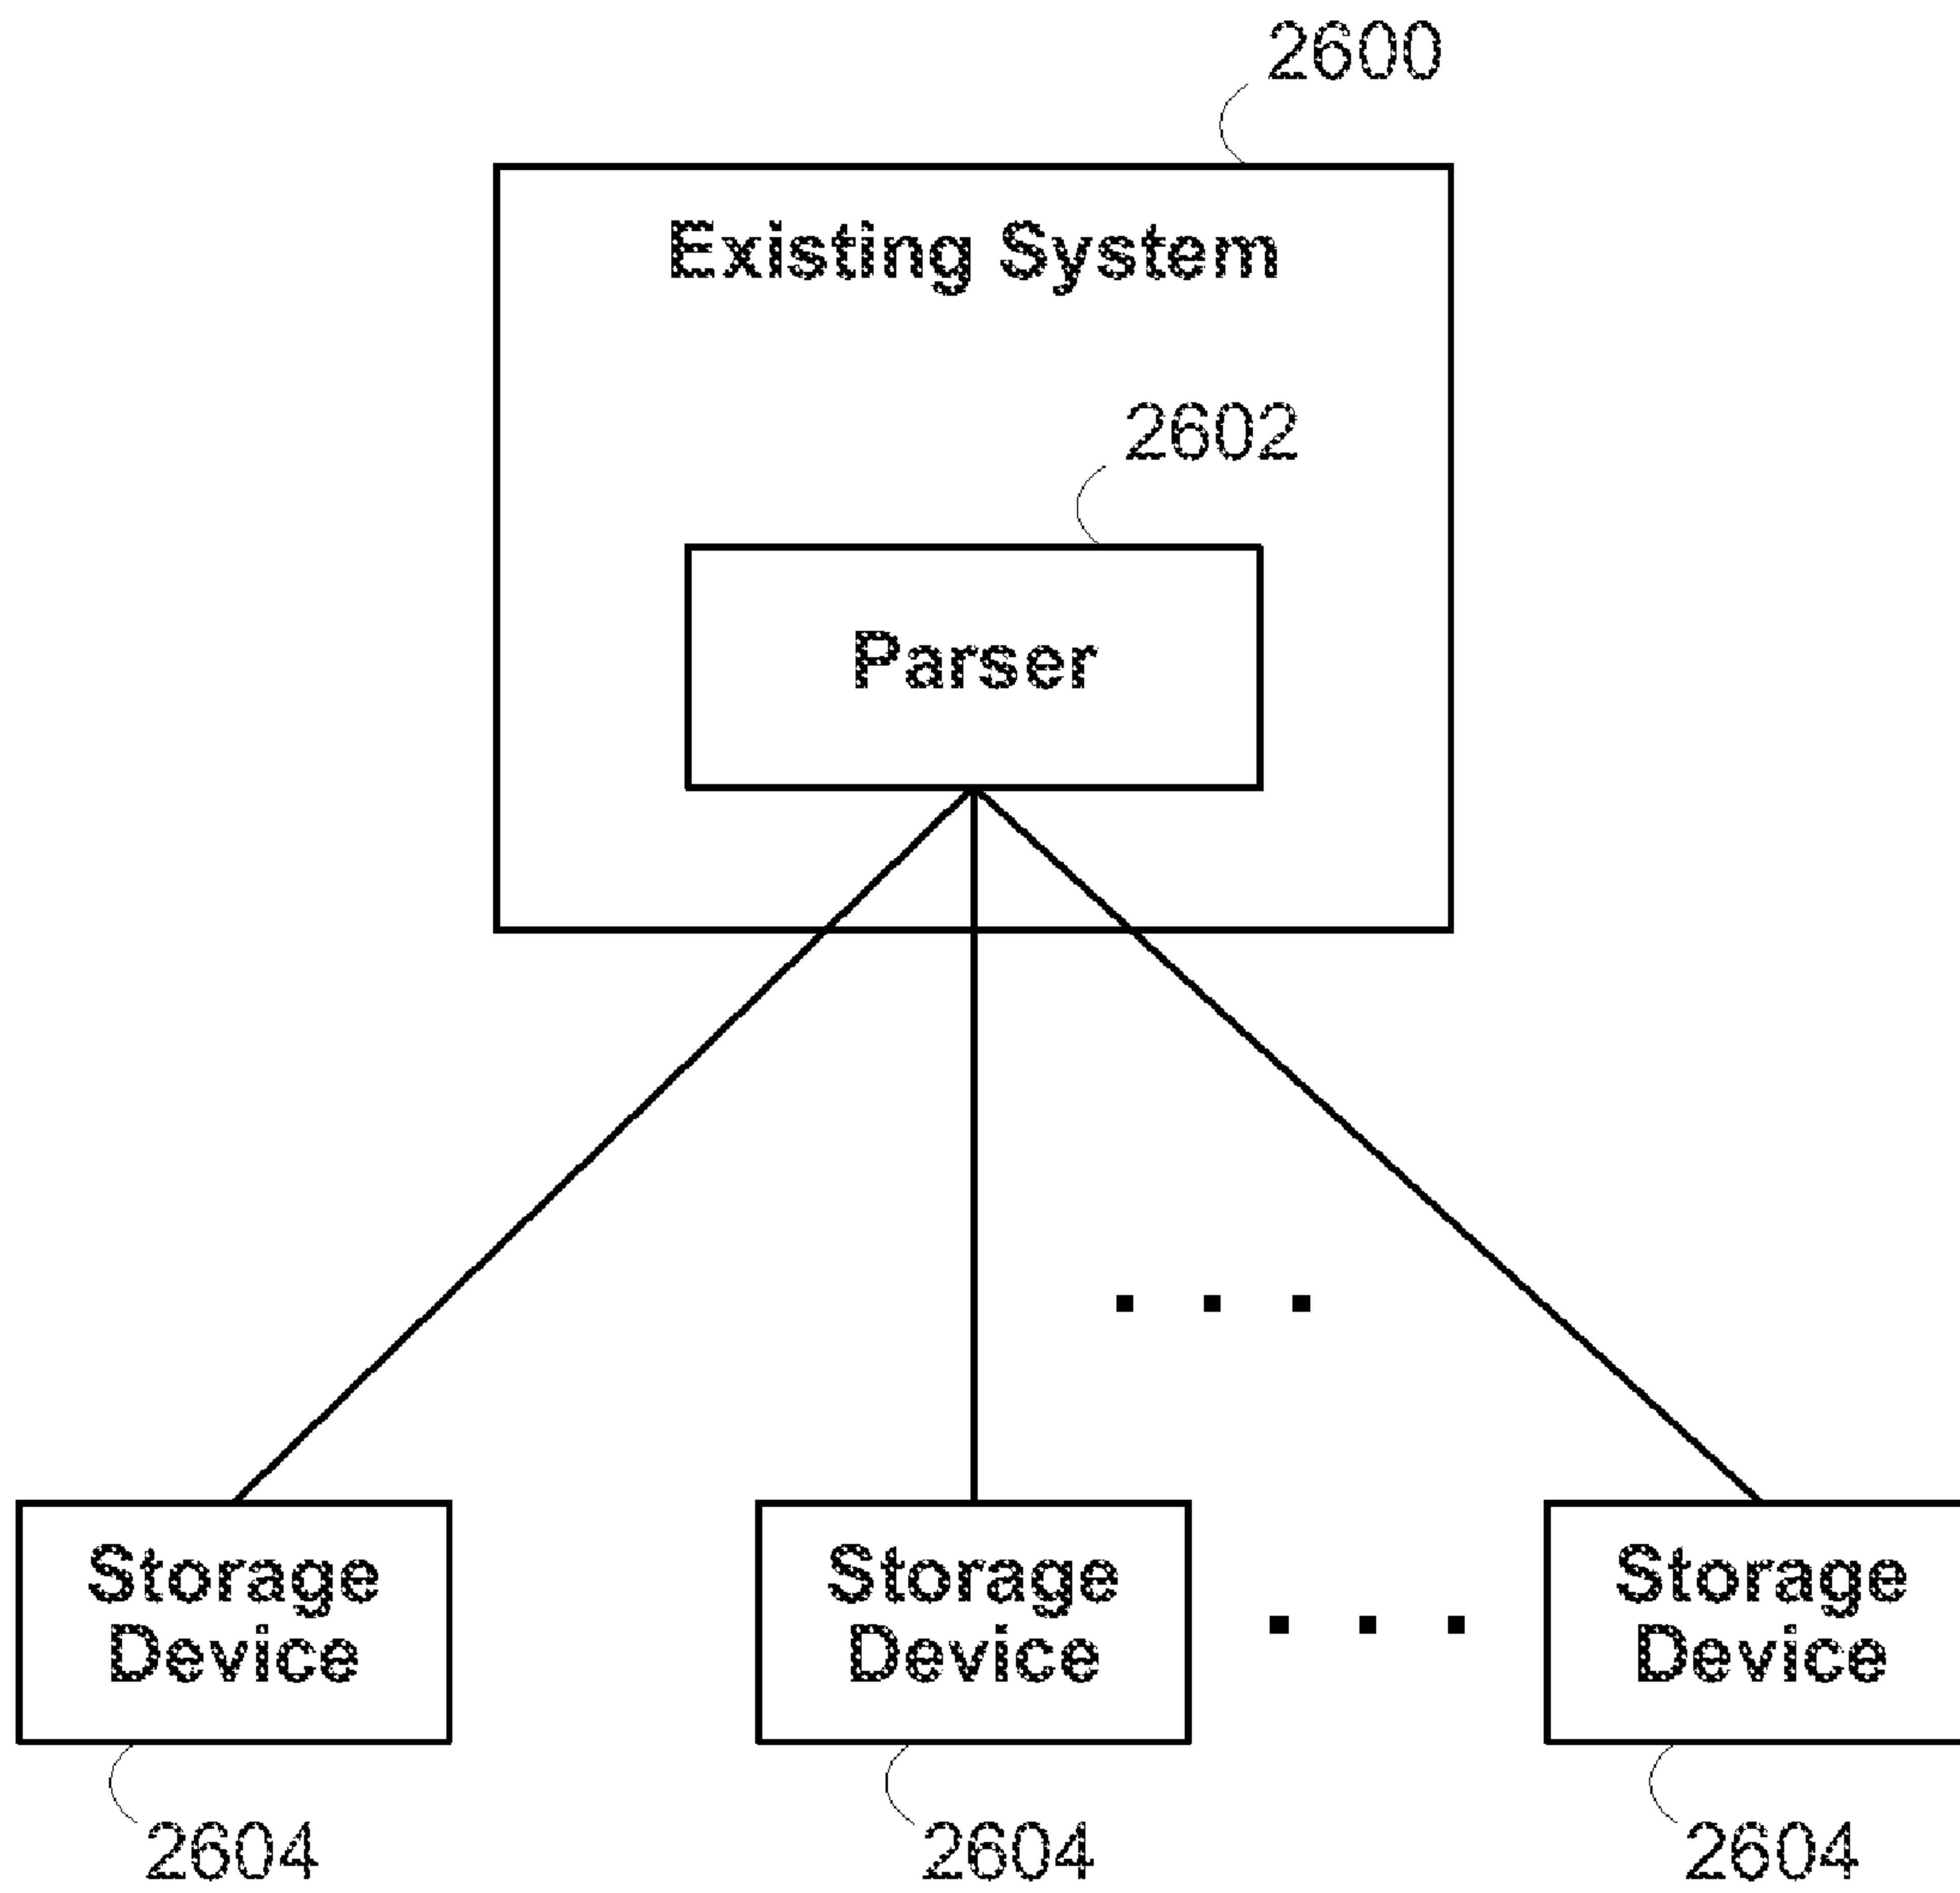 2600
Existing System
2602
Parser
. . .
Storage
Device
Storage
Device
. . .
Storage
Device
2604
2604
2604